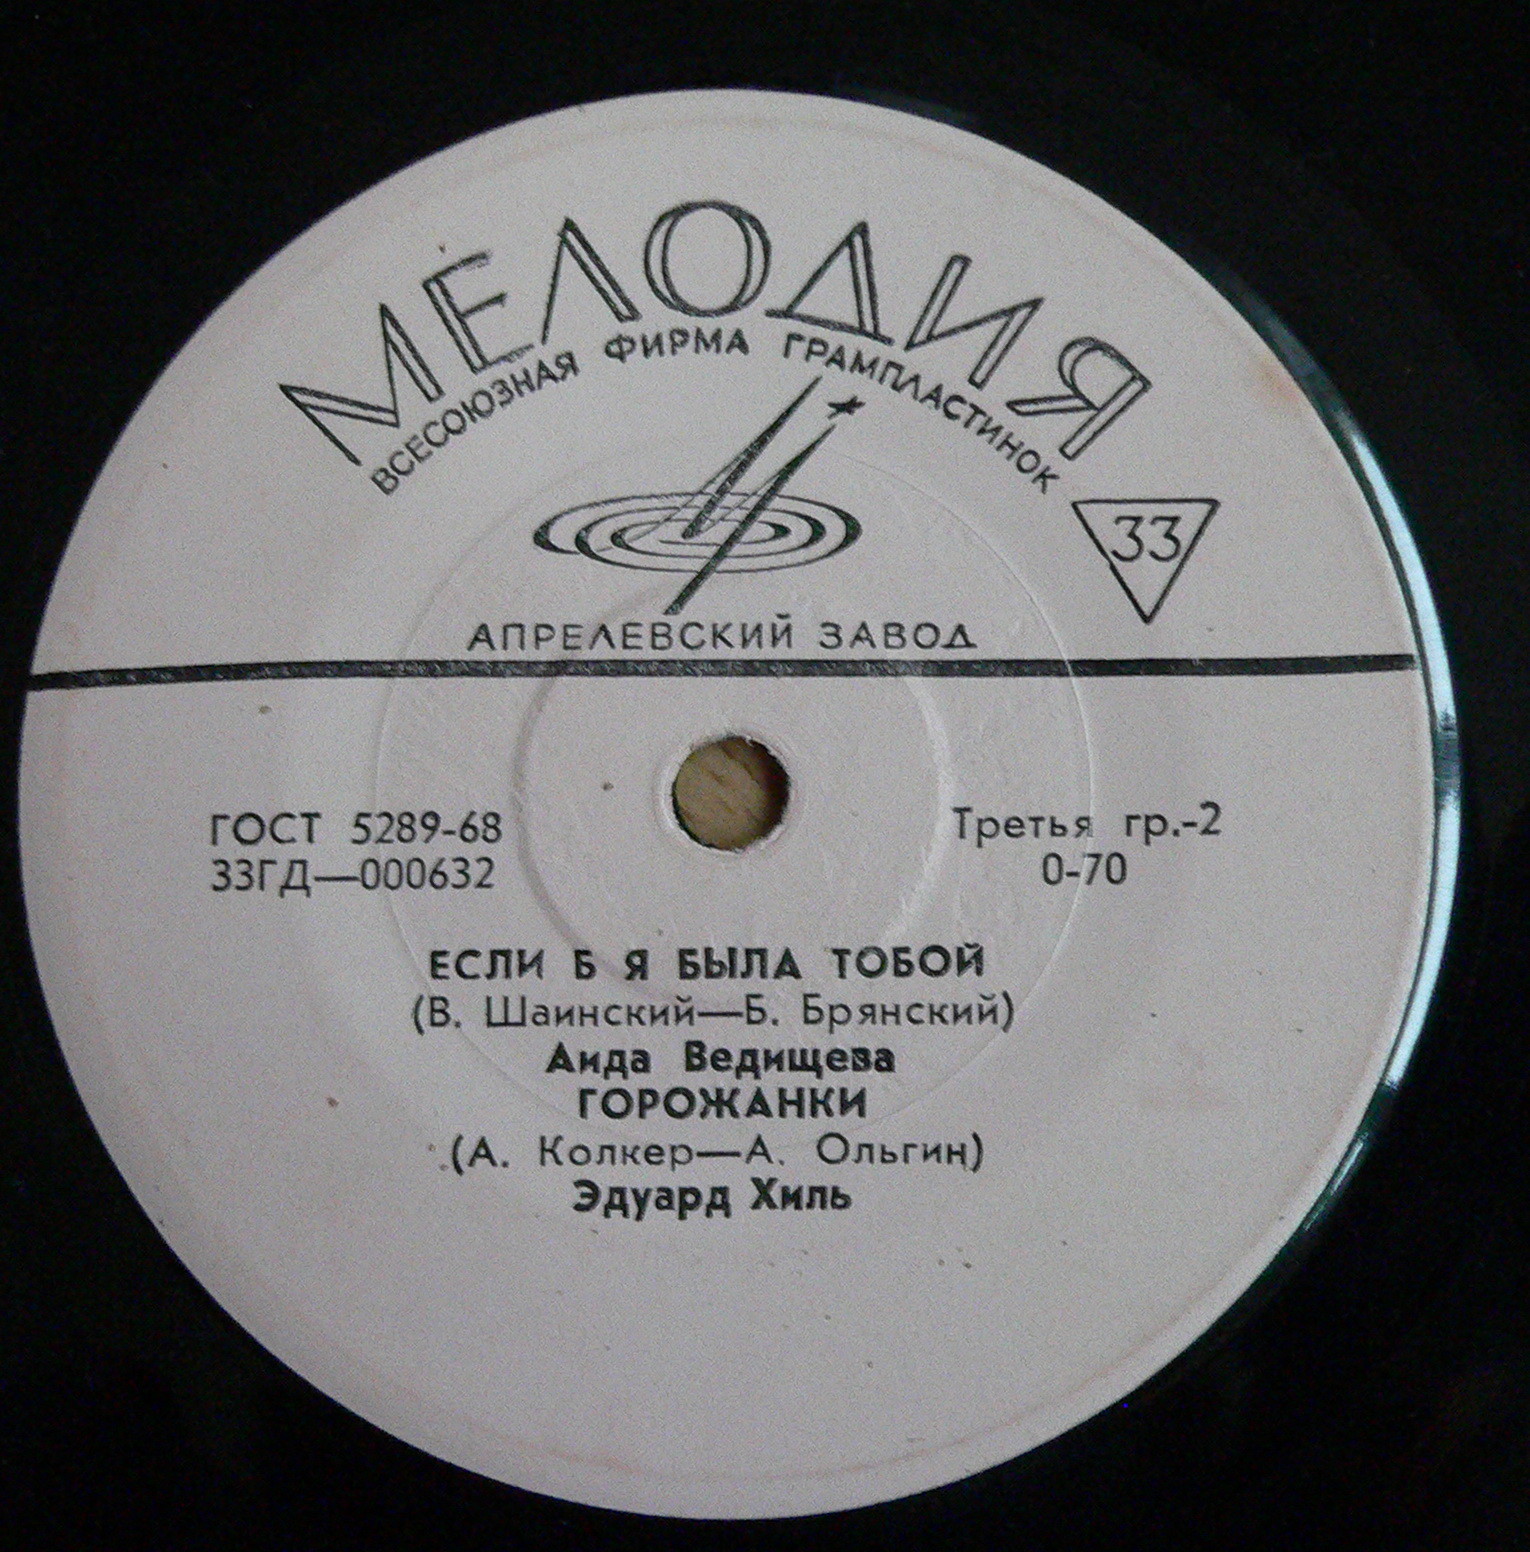 МЕЛОДИЯ
ВСЕСОЮЗНАЯ ФИРМА ГРАМПЛАСТИНОК
33
АПРЕЛЕВСКИЙ ЗАВОД
ГОСТ 5289-68
33ГД—000632
Третья гр.-2
0-70
ЕСЛИ Б Я БЫЛА ТОБОЙ
(В. Шаинский—Б. Брянский)
Аида Ведищева
ГОРОЖАНКИ
(А. Колкер—А. Ольгин)
Эдуард Хиль